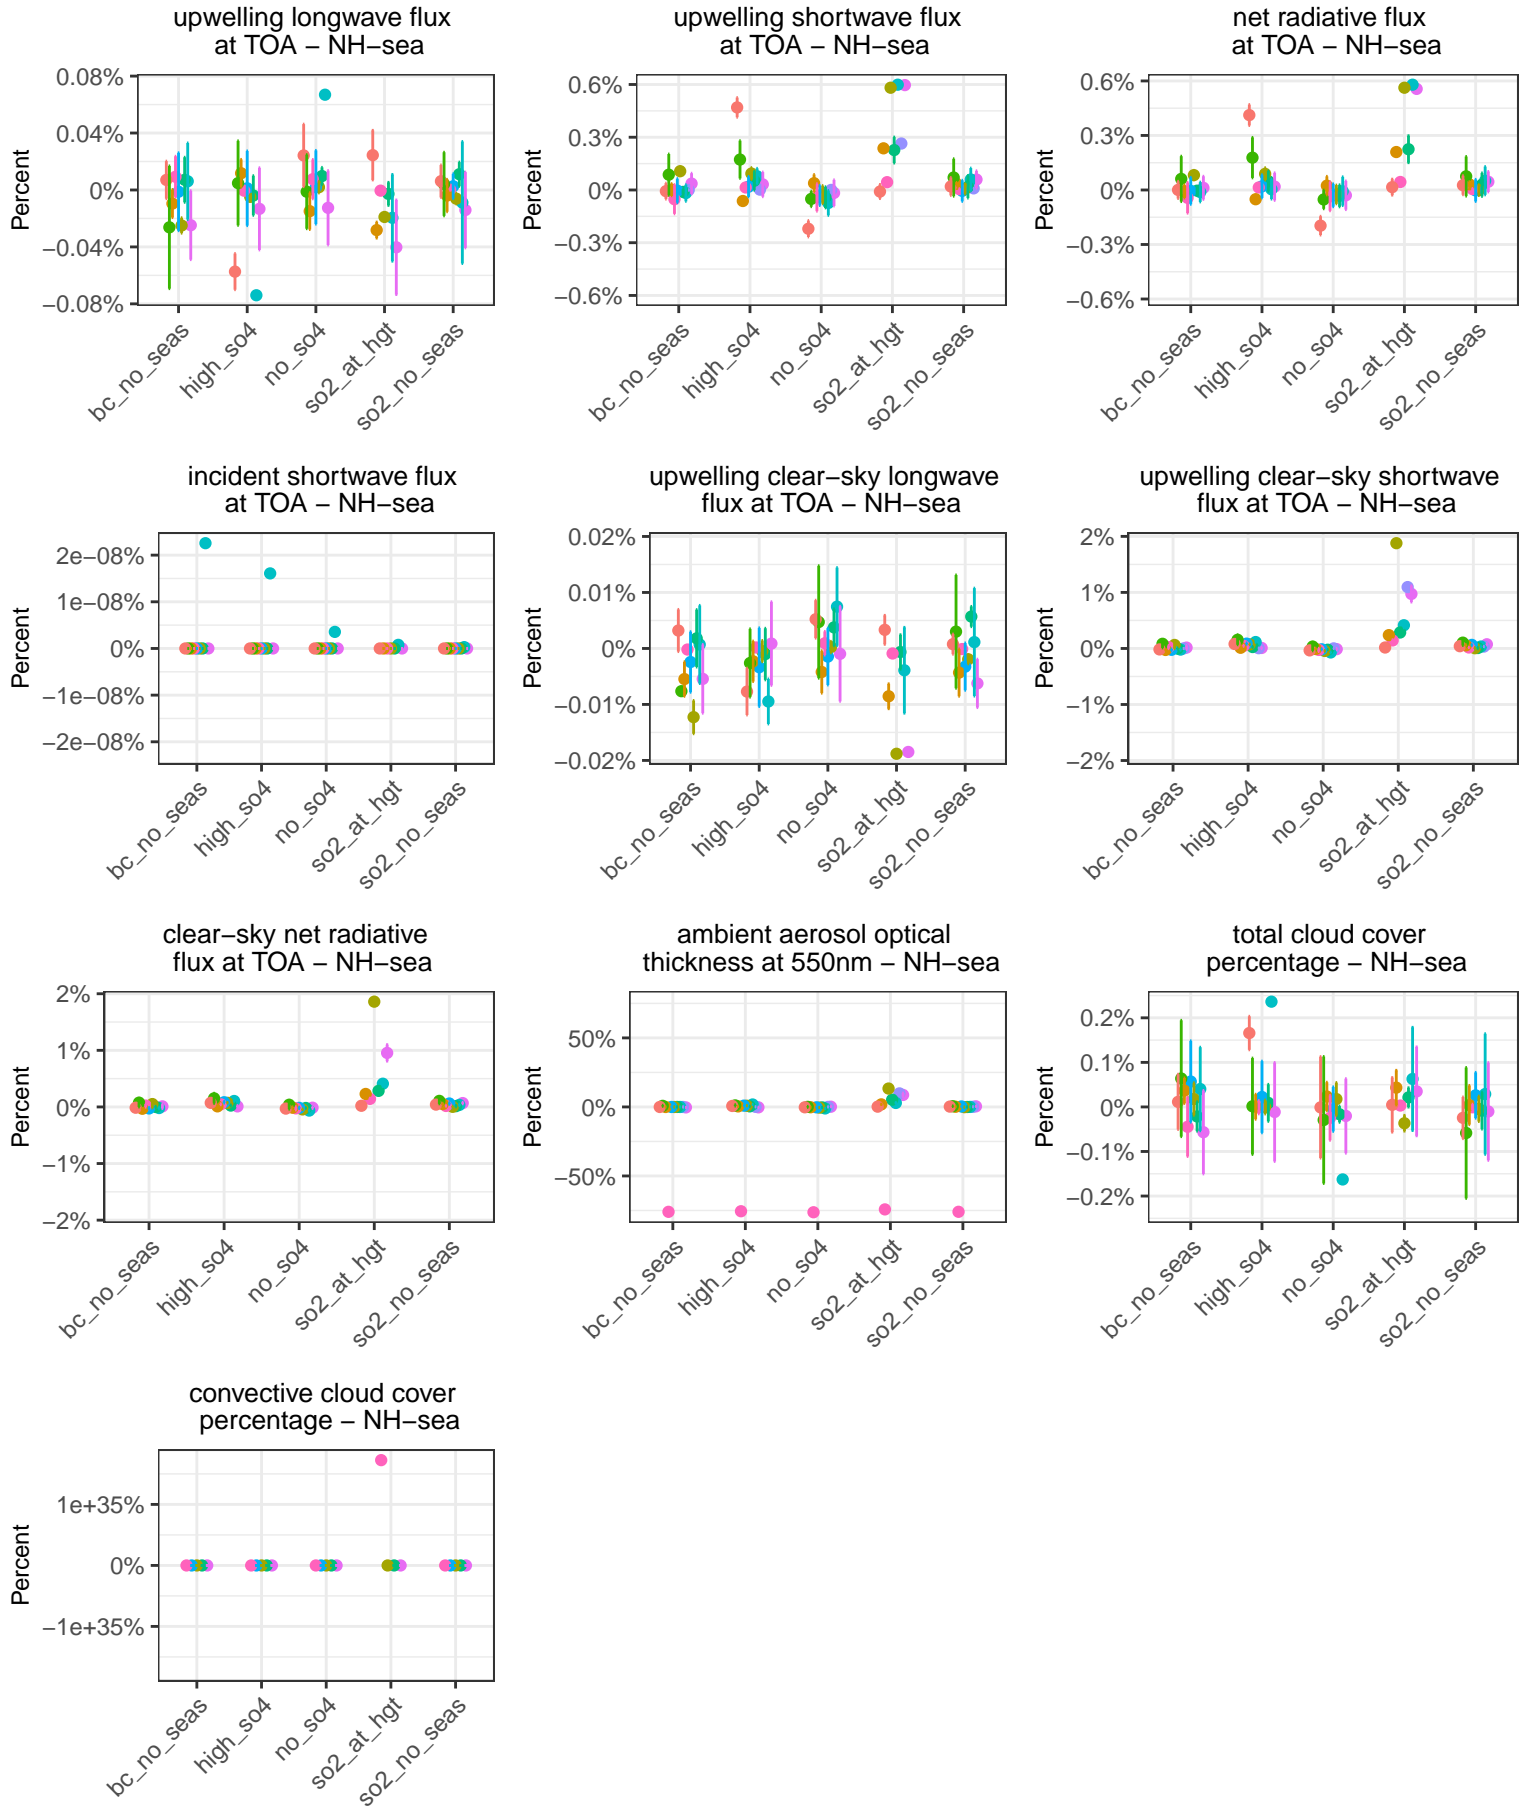 upwelling longwave flux
at TOA − NH−sea
Percent
0.08%
0.04%
0%
−0.04%
−0.08%
bc_no_seas
high_so4
no_so4
so2_at_hgt
so2_no_seas
upwelling shortwave flux
at TOA − NH−sea
Percent
0.6%
0.3%
0%
−0.3%
−0.6%
bc_no_seas
high_so4
no_so4
so2_at_hgt
so2_no_seas
net radiative flux
at TOA − NH−sea
Percent
0.6%
0.3%
0%
−0.3%
−0.6%
bc_no_seas
high_so4
no_so4
so2_at_hgt
so2_no_seas
incident shortwave flux
at TOA − NH−sea
Percent
2e−08%
1e−08%
0%
−1e−08%
−2e−08%
bc_no_seas
high_so4
no_so4
so2_at_hgt
so2_no_seas
upwelling clear−sky longwave
flux at TOA − NH−sea
Percent
0.02%
0.01%
0%
−0.01%
−0.02%
bc_no_seas
high_so4
no_so4
so2_at_hgt
so2_no_seas
upwelling clear−sky shortwave
flux at TOA − NH−sea
Percent
2%
1%
0%
−1%
−2%
bc_no_seas
high_so4
no_so4
so2_at_hgt
so2_no_seas
clear−sky net radiative
flux at TOA − NH−sea
Percent
2%
1%
0%
−1%
−2%
bc_no_seas
high_so4
no_so4
so2_at_hgt
so2_no_seas
ambient aerosol optical
thickness at 550nm − NH−sea
Percent
50%
0%
−50%
bc_no_seas
high_so4
no_so4
so2_at_hgt
so2_no_seas
total cloud cover
percentage − NH−sea
Percent
0.2%
0.1%
0%
−0.1%
−0.2%
bc_no_seas
high_so4
no_so4
so2_at_hgt
so2_no_seas
convective cloud cover
percentage − NH−sea
Percent
1e+35%
0%
−1e+35%
bc_no_seas
high_so4
no_so4
so2_at_hgt
so2_no_seas